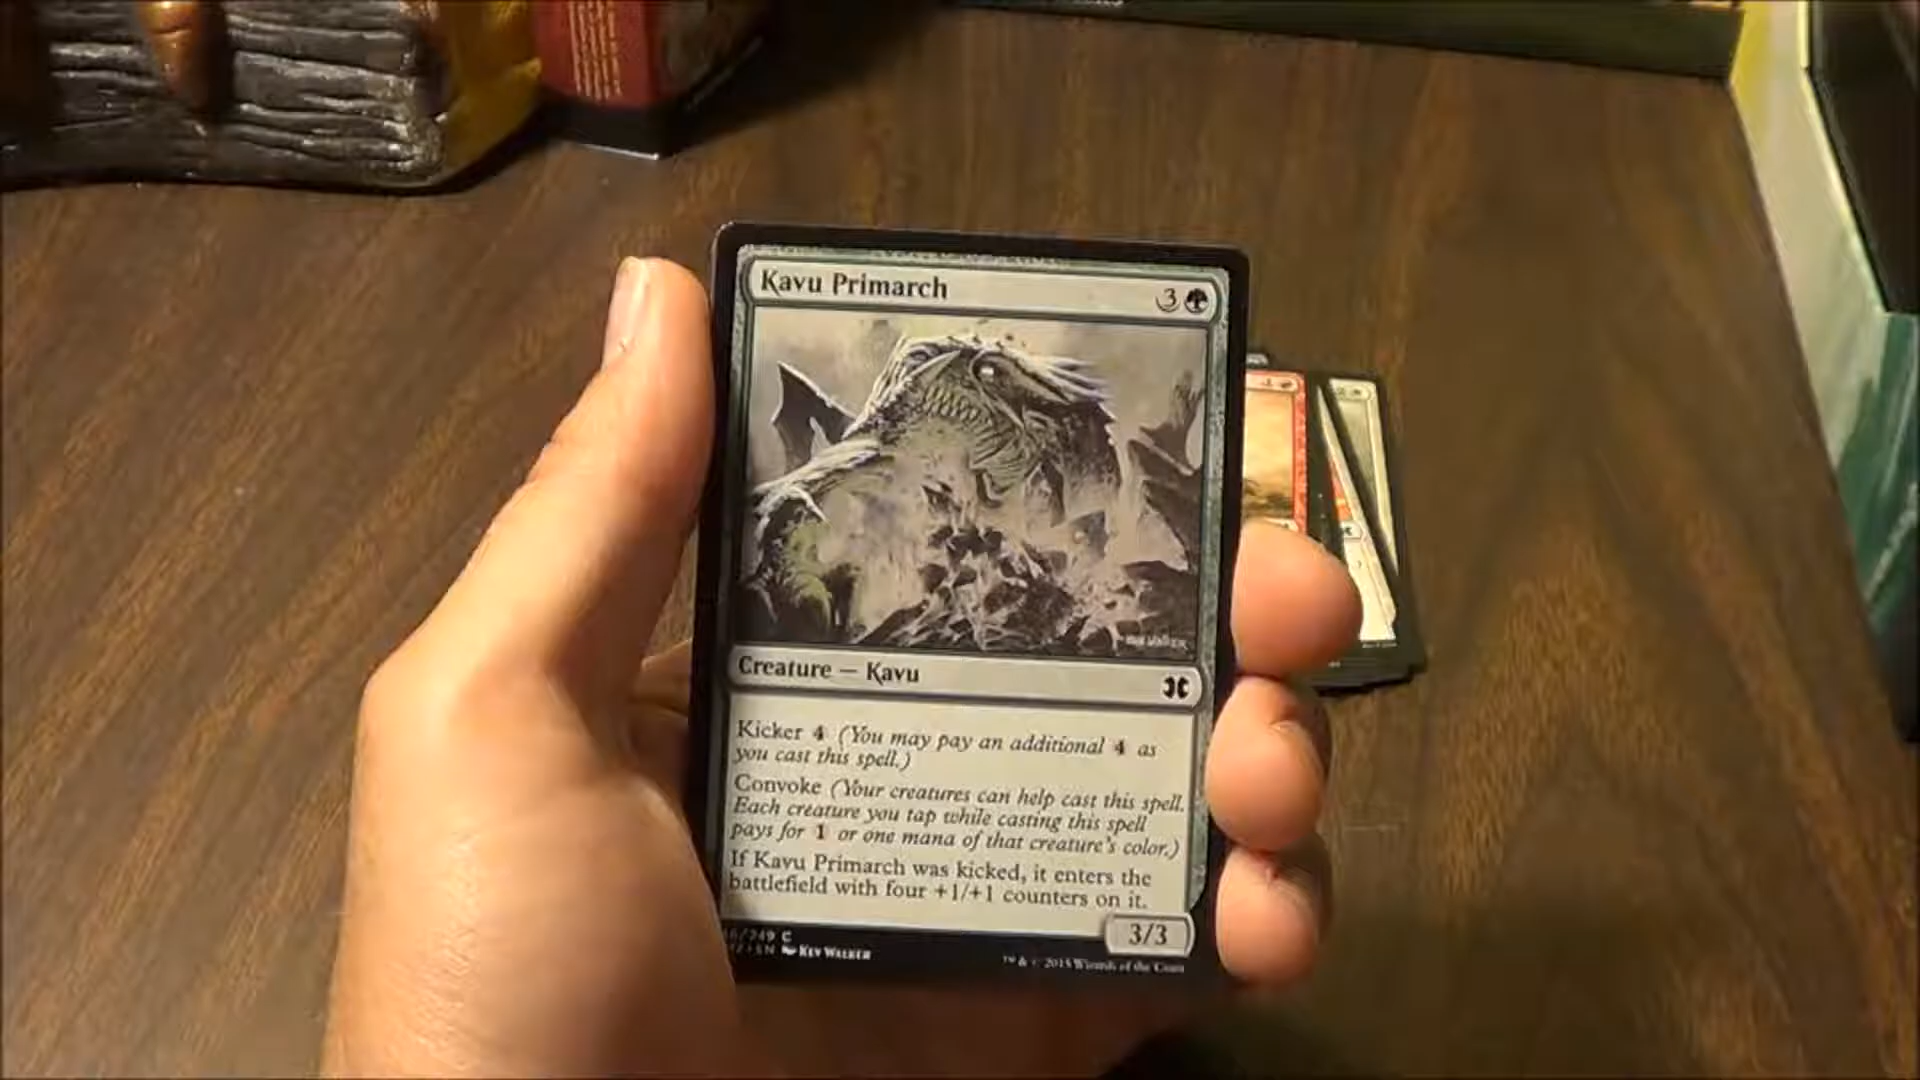 Kavu Primarch
3
Creature — Kavu
Kicker 4 (You may pay an additional 4 as
you cast this spell.)
Convoke (Your creatures can help cast this spell.
Each creature you tap while casting this spell
pays for 1 or one mana of that creature's color.)
If Kavu Primarch was kicked, it enters the
battlefield with four +1/+1 counters on it.
3/3
/249 C
EN Kev Walker
™ & © 2015 Wizards of the Coast